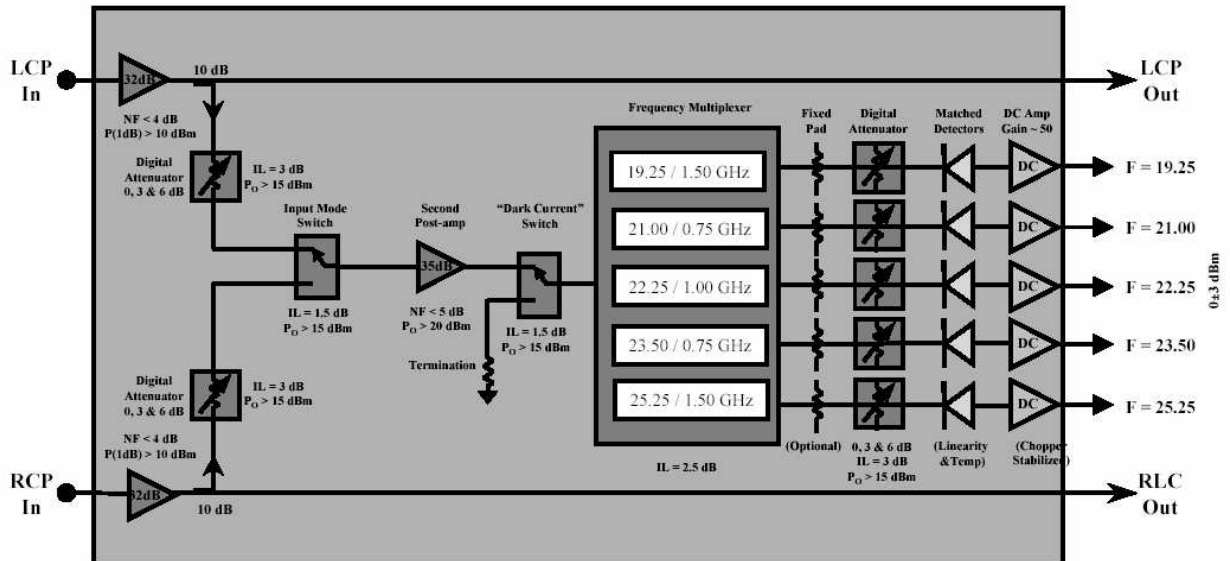 LCP
In
32dB
10 dB
LCP
Out
NF < 4 dB
P(1dB) > 10 dBm
Digital
Attenuator
0, 3 & 6 dB
IL = 3 dB
PO > 15 dBm
Input Mode
Switch
IL = 1.5 dB
PO > 15 dBm
Second
Post-amp
35dB
NF < 5 dB
PO > 20 dBm
“Dark Current”
Switch
IL = 1.5 dB
PO > 15 dBm
Termination
Frequency Multiplexer
19.25 / 1.50 GHz
21.00 / 0.75 GHz
22.25 / 1.00 GHz
23.50 / 0.75 GHz
25.25 / 1.50 GHz
IL = 2.5 dB
Fixed
Pad
(Optional)
Digital
Attenuator
0, 3 & 6 dB
IL = 3 dB
PO > 15 dBm
Matched
Detectors
(Linearity
&Temp)
DC Amp
Gain ~ 50
DC
DC
DC
DC
DC
(Chopper
Stabilized)
F = 19.25
F = 21.00
F = 22.25
F = 23.50
F = 25.25
0±3 dBm
Digital
Attenuator
0, 3 & 6 dB
IL = 3 dB
PO > 15 dBm
NF < 4 dB
P(1dB) > 10 dBm
RCP
In
32dB
10 dB
RLC
Out